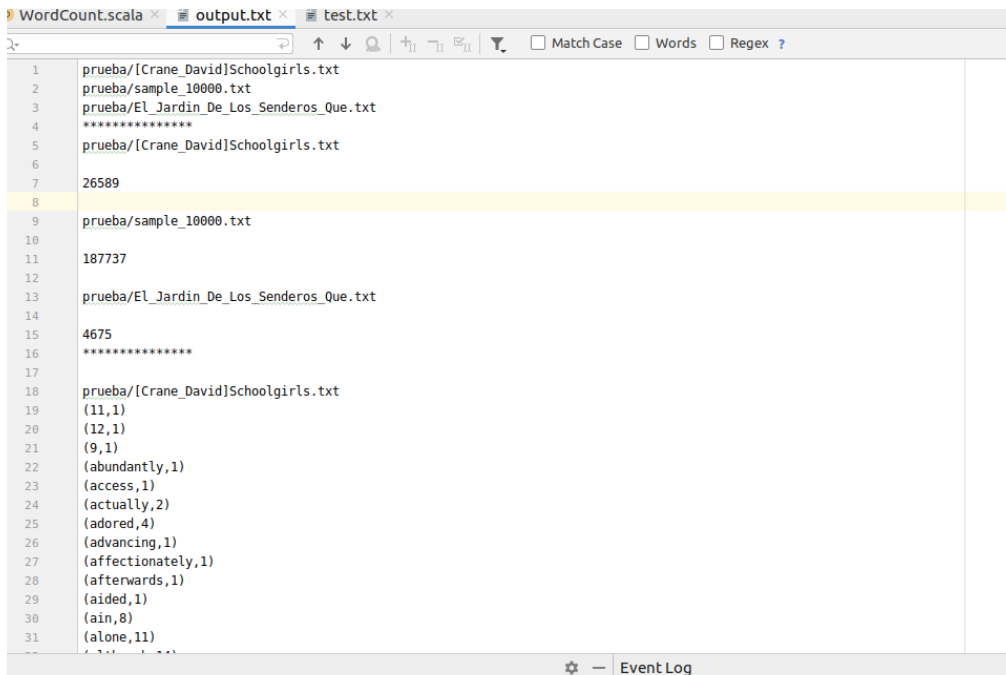 WordCount.scala output.txt test.txt
Match Case Words Regex ?
1 prueba/[Crane_David]Schoolgirls.txt
2 prueba/sample_10000.txt
3 prueba/El_Jardin_De_Los_Senderos_Que.txt
4 ***************
5 prueba/[Crane_David]Schoolgirls.txt
6
7 26589
8
9 prueba/sample_10000.txt
10
11 187737
12
13 prueba/El_Jardin_De_Los_Senderos_Que.txt
14
15 4675
16 ***************
17
18 prueba/[Crane_David]Schoolgirls.txt
19 (11,1)
20 (12,1)
21 (9,1)
22 (abundantly,1)
23 (access,1)
24 (actually,2)
25 (adored,4)
26 (advancing,1)
27 (affectionately,1)
28 (afterwards,1)
29 (aided,1)
30 (ain,8)
31 (alone,11)
Event Log